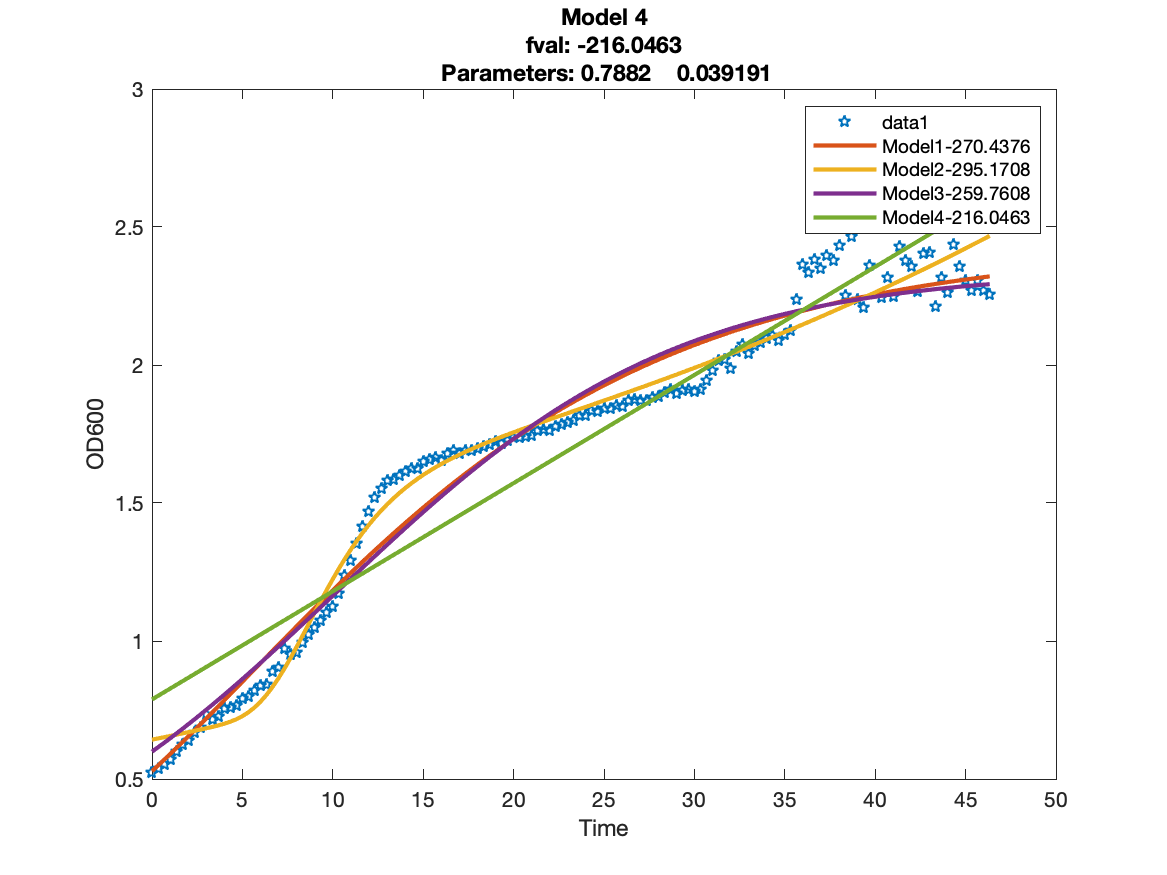 Model 4
fval: -216.0463
Parameters: 0.7882    0.039191
3
2.5
2
1.5
1
0.5
OD600
data1
Model1-270.4376
Model2-295.1708
Model3-259.7608
Model4-216.0463
0 5 10 15 20 25 30 35 40 45 50
Time